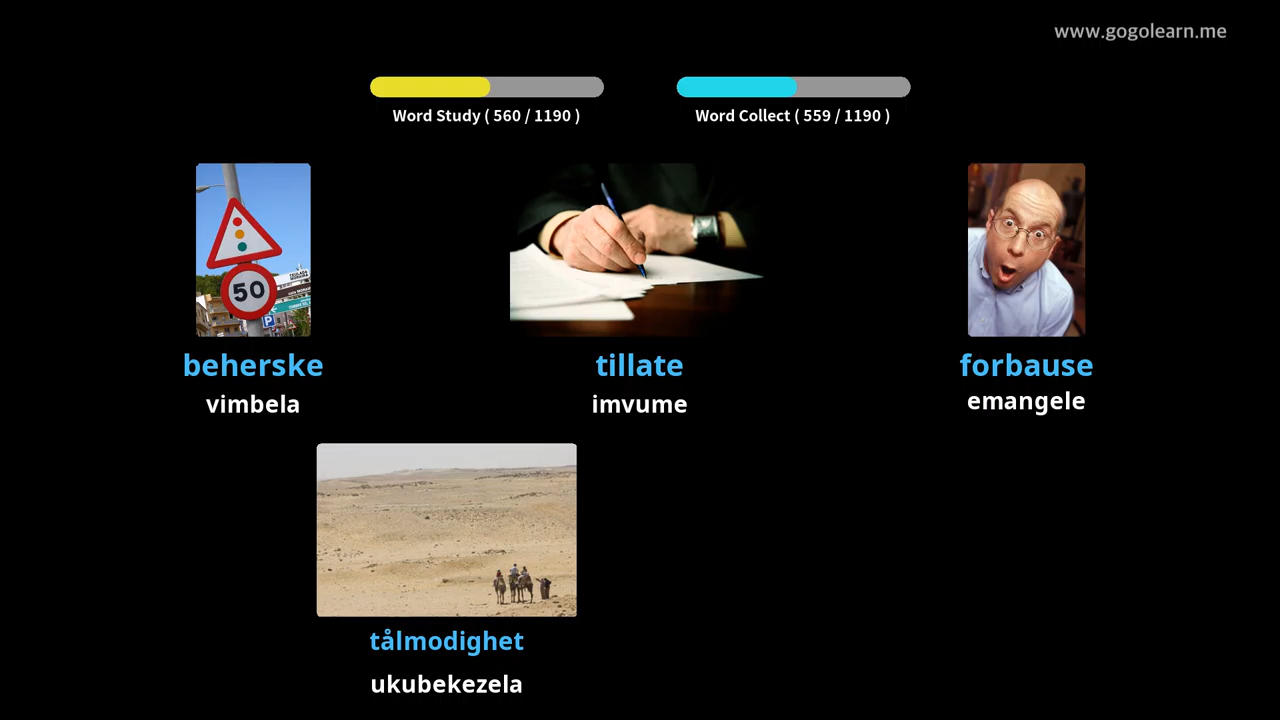 www.gogolearn.me
Word Study ( 560 / 1190 )
Word Collect ( 559 / 1190 )
50
P
beherske
tillate
forbause
vimbela
imvume
emangele
tålmodighet
ukubekezela